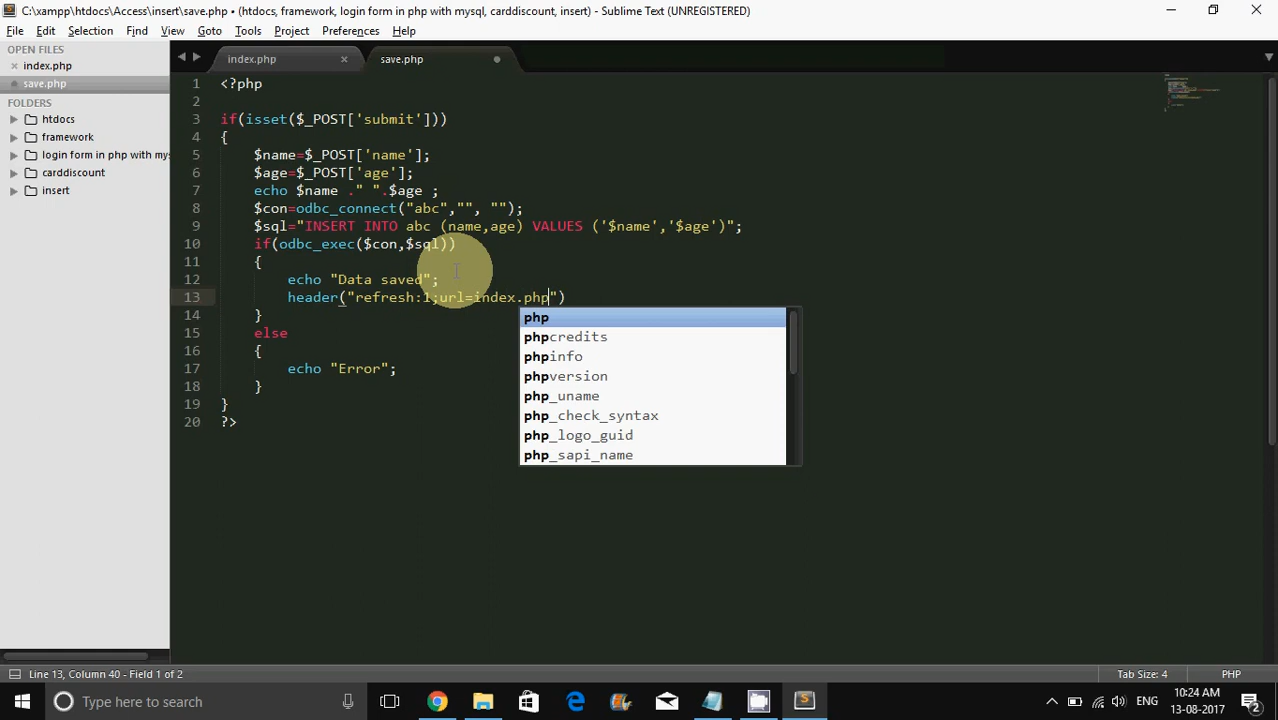 C:\xampp\htdocs\Access\insert\save.php • (htdocs, framework, login form in php with mysql, carddiscount, insert) - Sublime Text (UNREGISTERED)
File Edit Selection Find View Goto Tools Project Preferences Help
OPEN FILES
index.php
save.php
FOLDERS
htdocs
framework
login form in php with mys
carddiscount
insert
index.php save.php
1 <?php
2
3 if(isset($_POST['submit']))
4 {
5 $name=$_POST['name'];
6 $age=$_POST['age'];
7 echo $name ." ".$age ;
8 $con=odbc_connect("abc","", "");
9 $sql="INSERT INTO abc (name,age) VALUES ('$name','$age')";
10 if(odbc_exec($con,$sql))
11 {
12 echo "Data saved";
13 header("refresh:1;url=index.php")
14 }
15 else
16 {
17 echo "Error";
18 }
19 }
20 ?>
php
phpcredits
phpinfo
phpversion
php_uname
php_check_syntax
php_logo_guid
php_sapi_name
Line 13, Column 40 - Field 1 of 2 Tab Size: 4 PHP
Type here to search
ENG
10:24 AM
13-08-2017
2